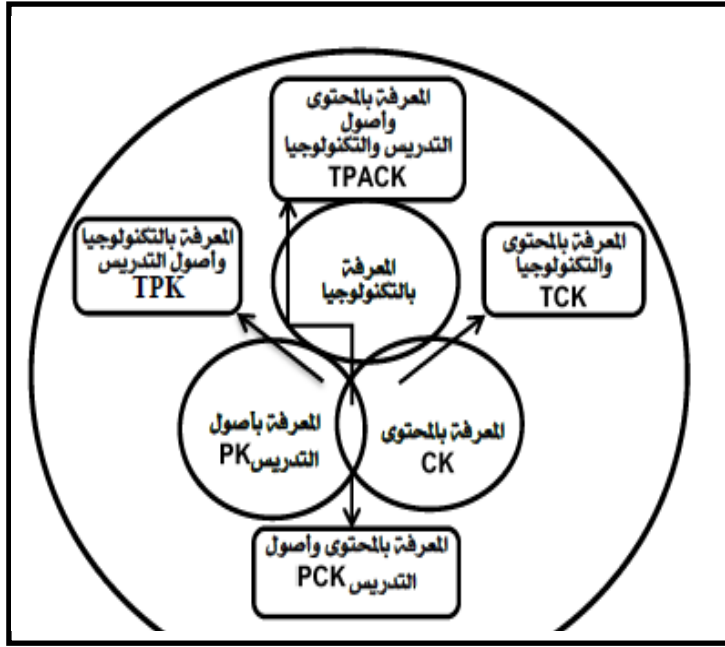 المعرفة بالمحتوى
وأصول
التدريس والتكنولوجيا
TPACK
المعرفة بالتكنولوجيا
وأصول التدريس
TPK
المعرفة بالمحتوى
والتكنولوجيا
TCK
المعرفة
بالتكنولوجيا
المعرفة بأصول
التدريس PK
المعرفة بالمحتوى
CK
المعرفة بالمحتوى وأصول
التدريس PCK